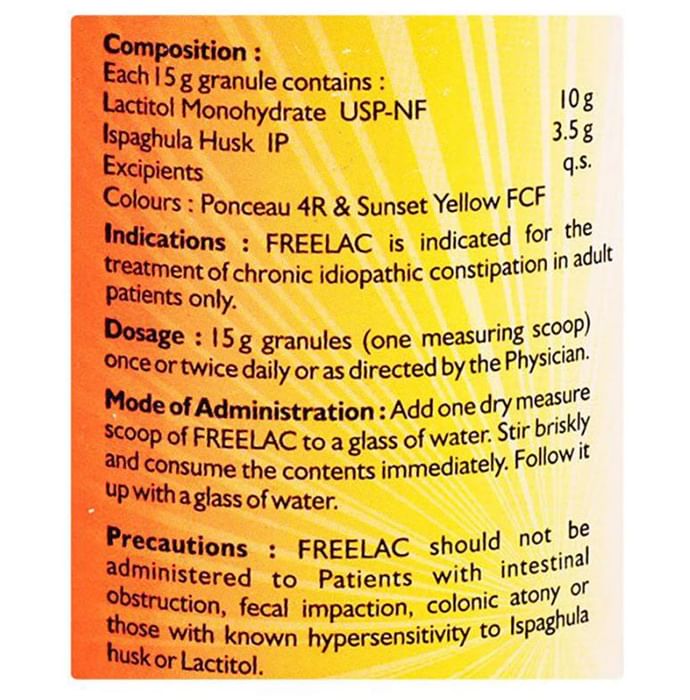 Composition :
Each 15 g granule contains :
Lactitol Monohydrate USP-NF 10 g
Ispaghula Husk IP 3.5 g
Excipients q.s.
Colours : Ponceau 4R & Sunset Yellow FCF
Indications : FREELAC is indicated for the
treatment of chronic idiopathic constipation in adult
patients only.
Dosage : 15 g granules (one measuring scoop)
once or twice daily or as directed by the Physician.
Mode of Administration : Add one dry measure
scoop of FREELAC to a glass of water. Stir briskly
and consume the contents immediately. Follow it
up with a glass of water.
Precautions : FREELAC should not be
administered to Patients with intestinal
obstruction, fecal impaction, colonic atony or
those with known hypersensitivity to Ispaghula
husk or Lactitol.